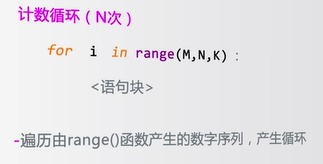 计数循环（N次）
for i in range(M,N,K) :
<语句块>
-遍历由range()函数产生的数字序列，产生循环